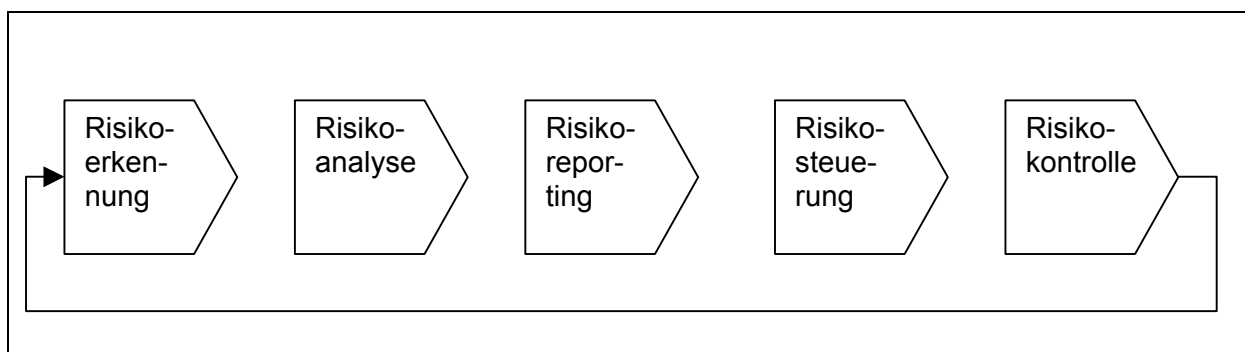 Risiko-
erken-
nung
Risiko-
analyse
Risiko-
repor-
ting
Risiko-
steue-
rung
Risiko-
kontrolle